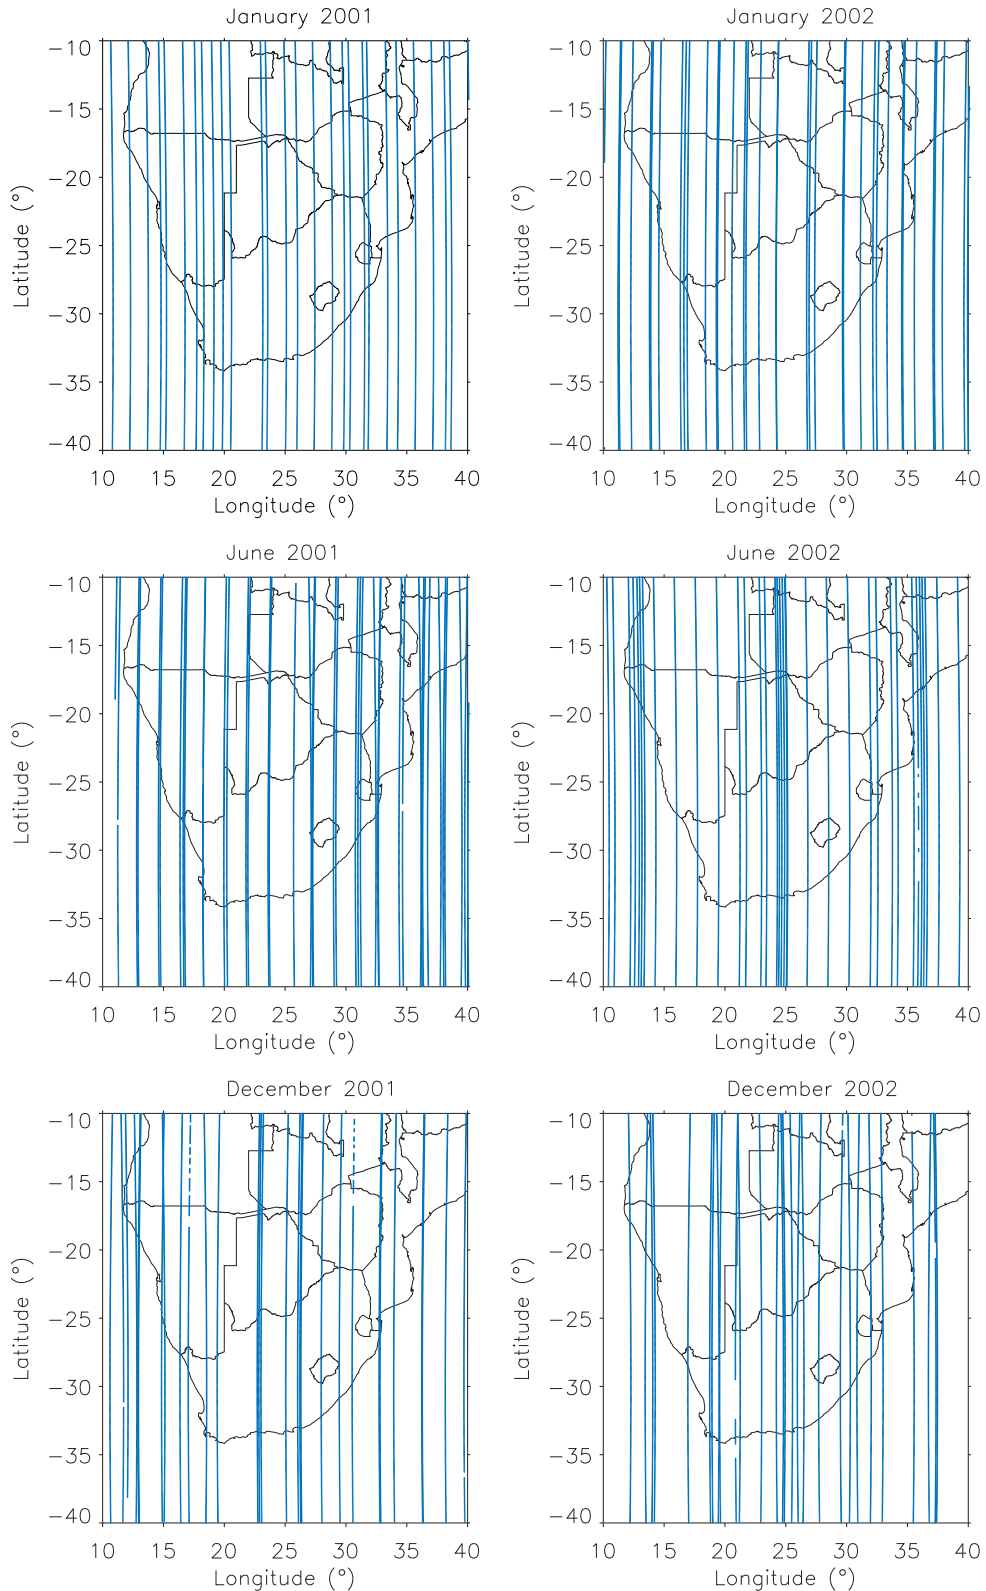 January 2001
−10
−15
−20
−25
−30
−35
−40
Latitude (°)
10 15 20 25 30 35 40
Longitude (°)
January 2002
−10
−15
−20
−25
−30
−35
−40
Latitude (°)
10 15 20 25 30 35 40
Longitude (°)
June 2001
−10
−15
−20
−25
−30
−35
−40
Latitude (°)
10 15 20 25 30 35 40
Longitude (°)
June 2002
−10
−15
−20
−25
−30
−35
−40
Latitude (°)
10 15 20 25 30 35 40
Longitude (°)
December 2001
−10
−15
−20
−25
−30
−35
−40
Latitude (°)
10 15 20 25 30 35 40
Longitude (°)
December 2002
−10
−15
−20
−25
−30
−35
−40
Latitude (°)
10 15 20 25 30 35 40
Longitude (°)